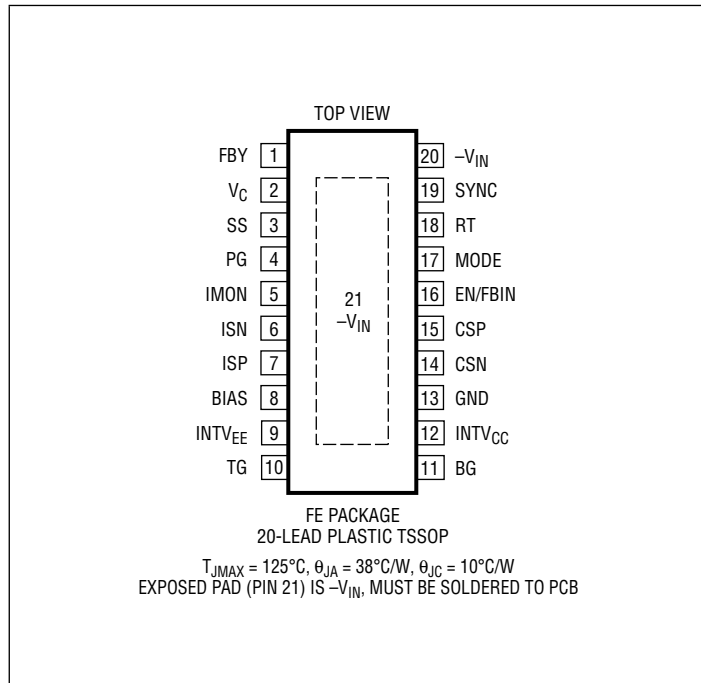 TOP VIEW
FBY 1
VC 2
SS 3
PG 4
IMON 5
ISN 6
ISP 7
BIAS 8
INTVEE 9
TG 10
21
–VIN
20 –VIN
19 SYNC
18 RT
17 MODE
16 EN/FBIN
15 CSP
14 CSN
13 GND
12 INTVCC
11 BG
FE PACKAGE
20-LEAD PLASTIC TSSOP
TJMAX = 125°C, θJA = 38°C/W, θJC = 10°C/W
EXPOSED PAD (PIN 21) IS –VIN, MUST BE SOLDERED TO PCB